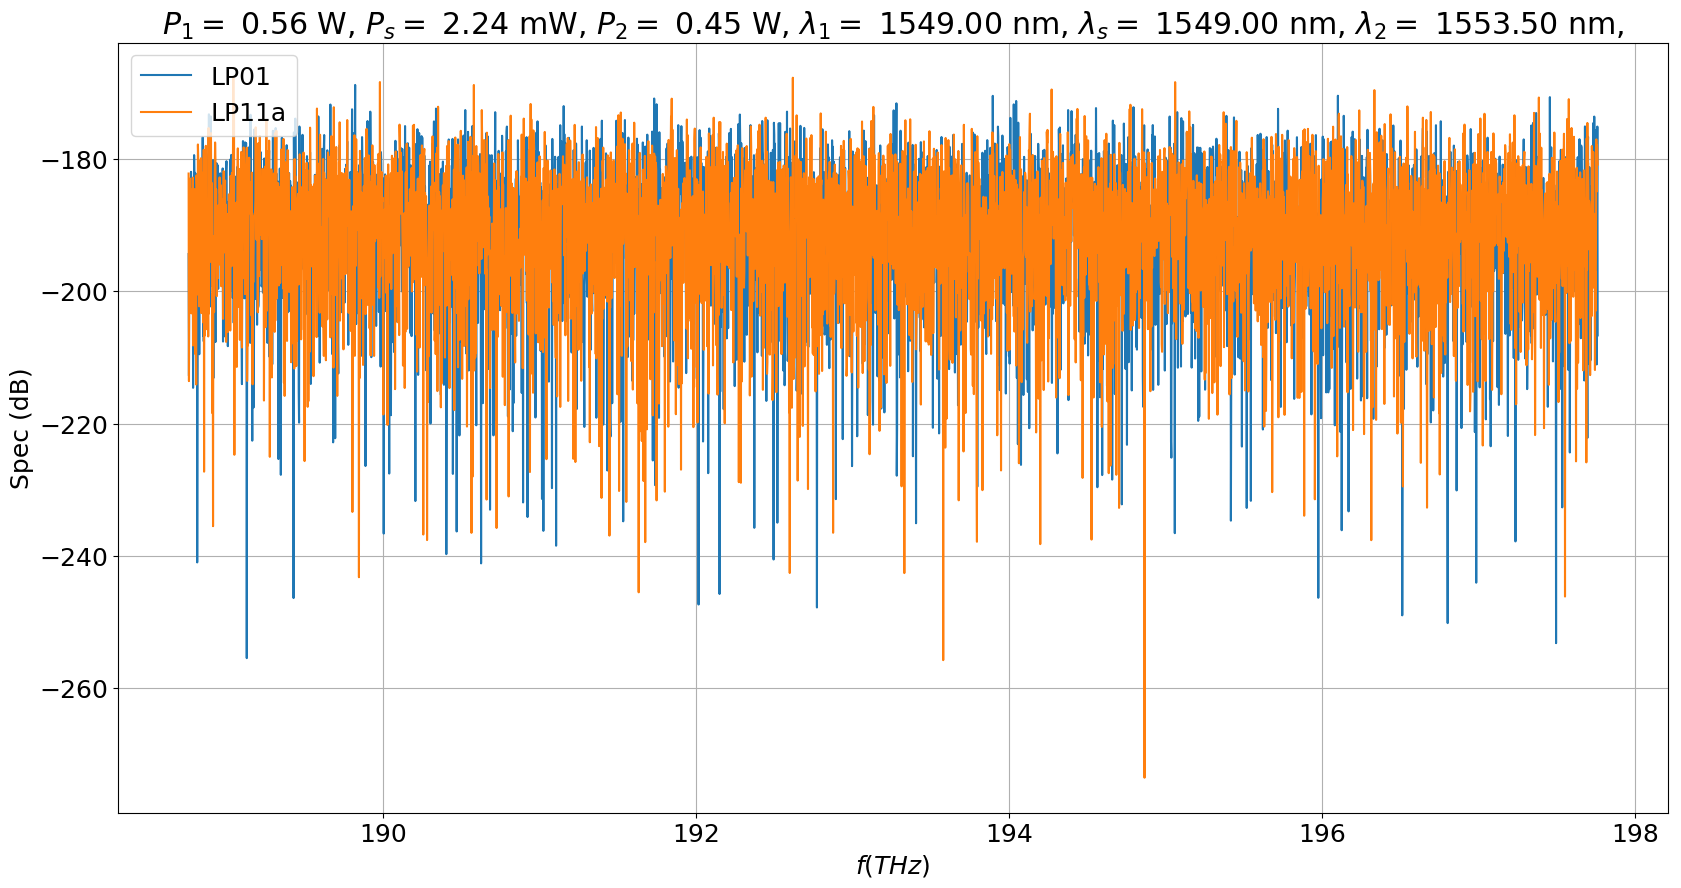 P₁ = 0.56 W, Pₛ = 2.24 mW, P₂ = 0.45 W, λ₁ = 1549.00 nm, λₛ = 1549.00 nm, λ₂ = 1553.50 nm,
LP01
LP11a
Spec (dB)
−180
−200
−220
−240
−260
190 192 194 196 198
f(THz)